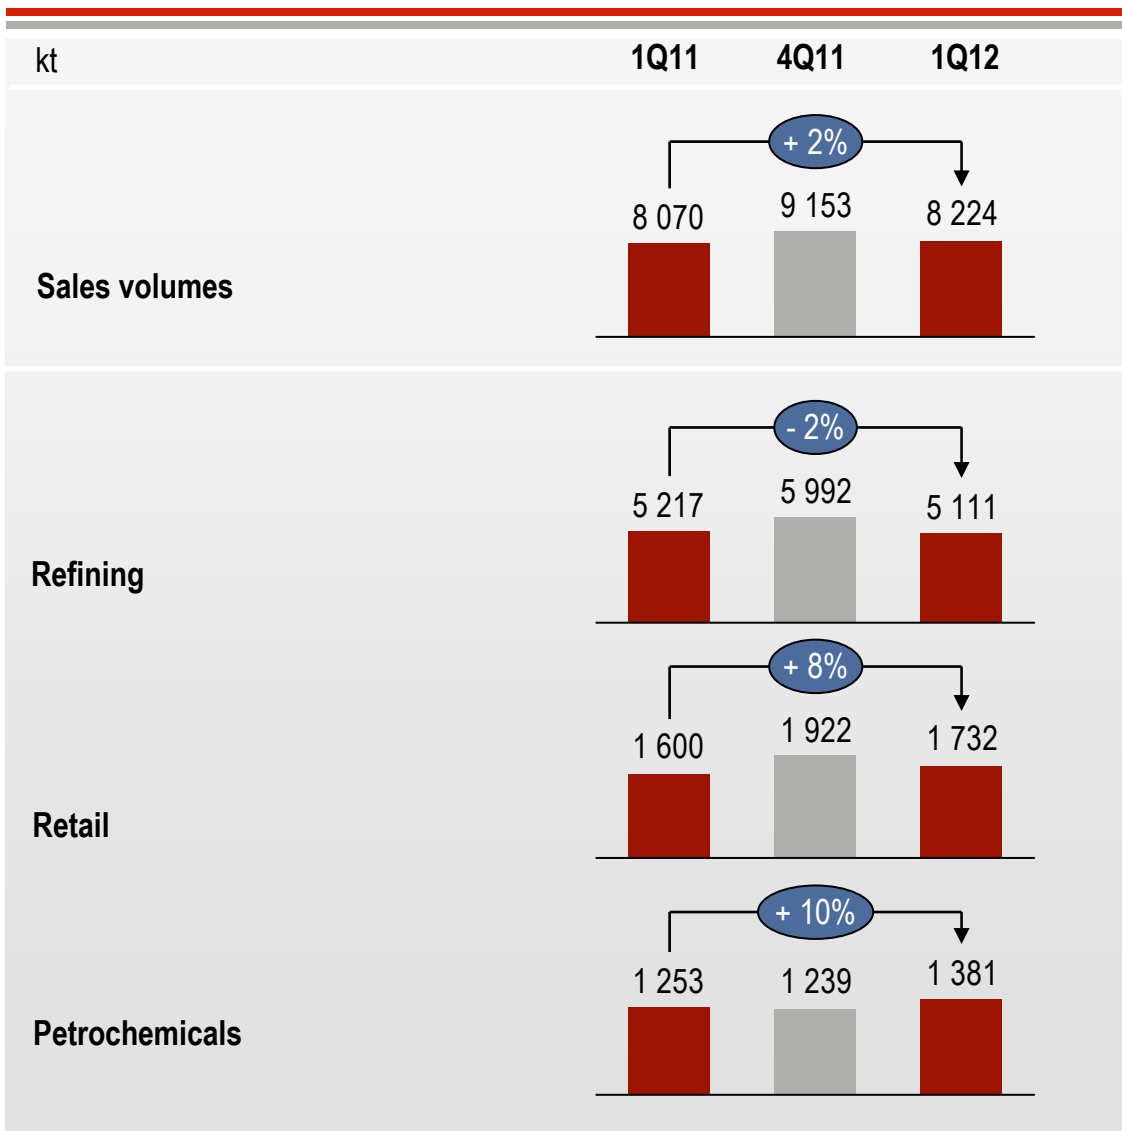 kt 1Q11 4Q11 1Q12
+ 2%
8 070 9 153 8 224
Sales volumes
- 2%
5 217 5 992 5 111
Refining
+ 8%
1 600 1 922 1 732
Retail
+ 10%
1 253 1 239 1 381
Petrochemicals